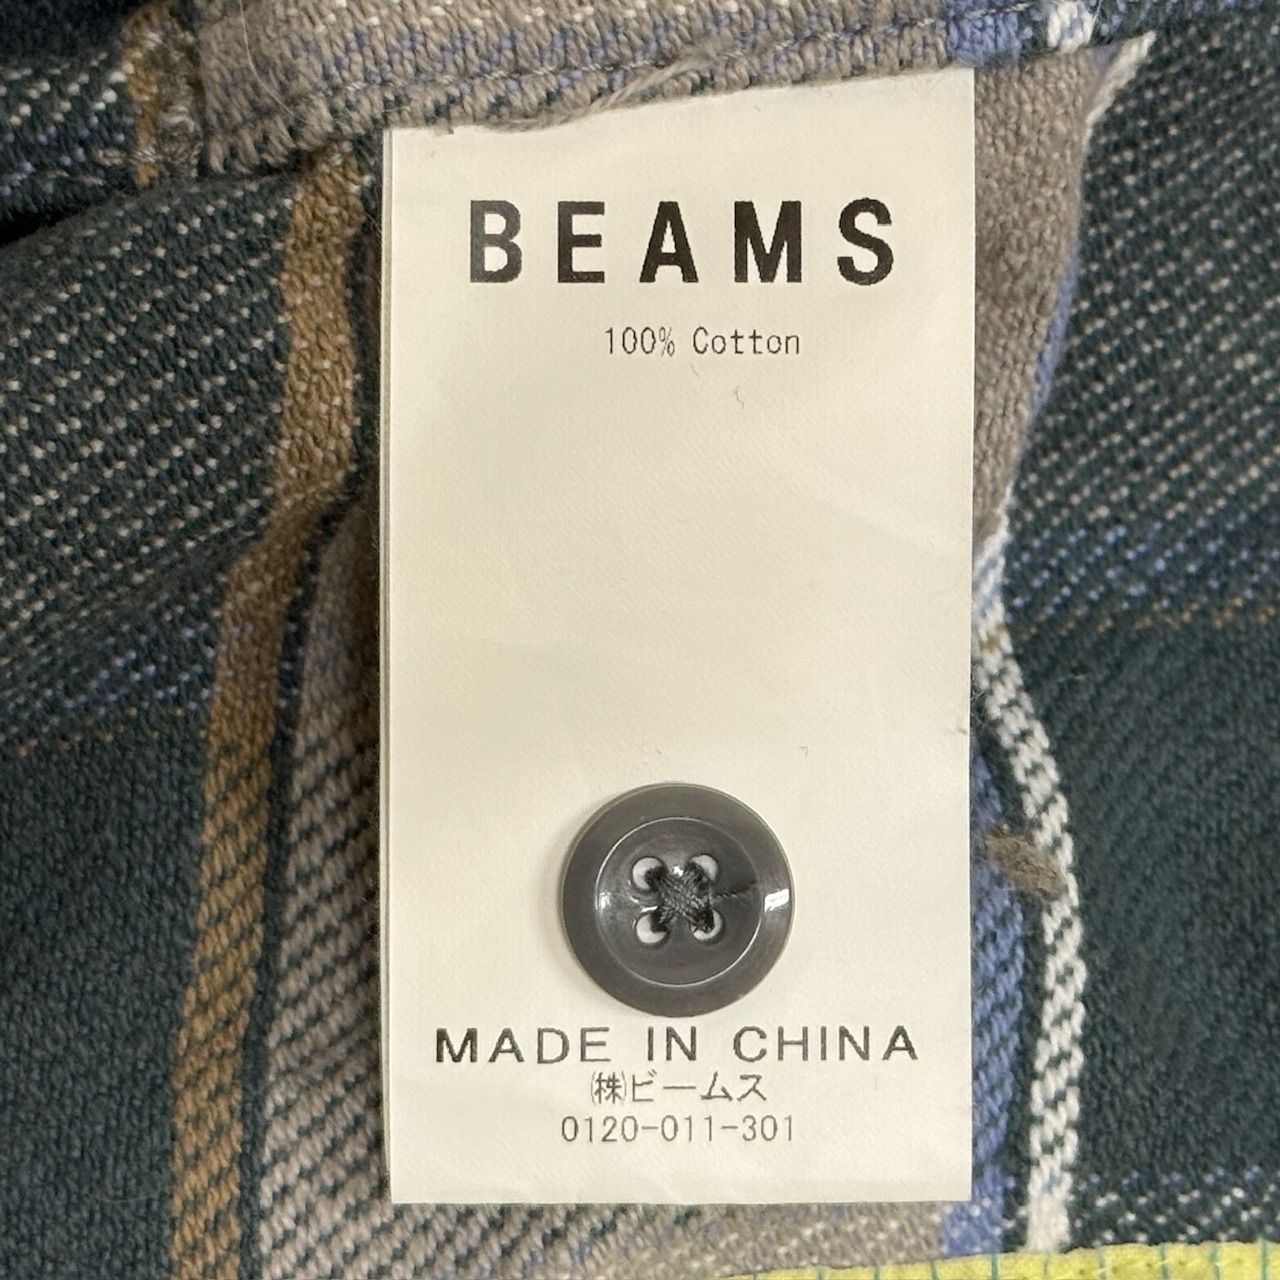 BEAMS
100% Cotton
MADE IN CHINA
㈱ビームス
0120-011-301